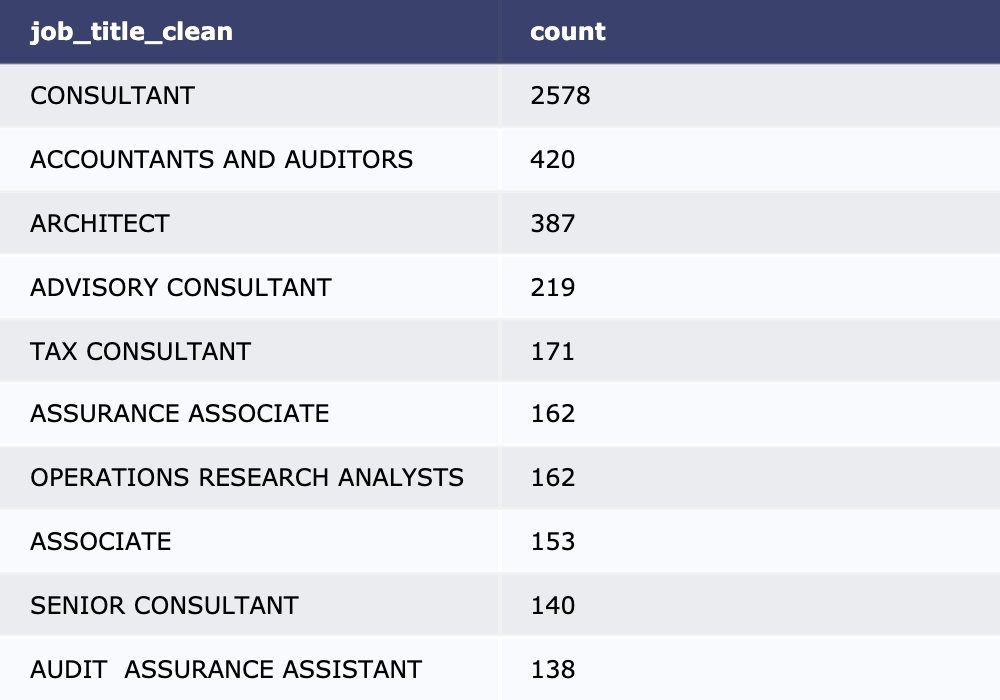 job_title_clean count
CONSULTANT 2578
ACCOUNTANTS AND AUDITORS 420
ARCHITECT 387
ADVISORY CONSULTANT 219
TAX CONSULTANT 171
ASSURANCE ASSOCIATE 162
OPERATIONS RESEARCH ANALYSTS 162
ASSOCIATE 153
SENIOR CONSULTANT 140
AUDIT  ASSURANCE ASSISTANT 138